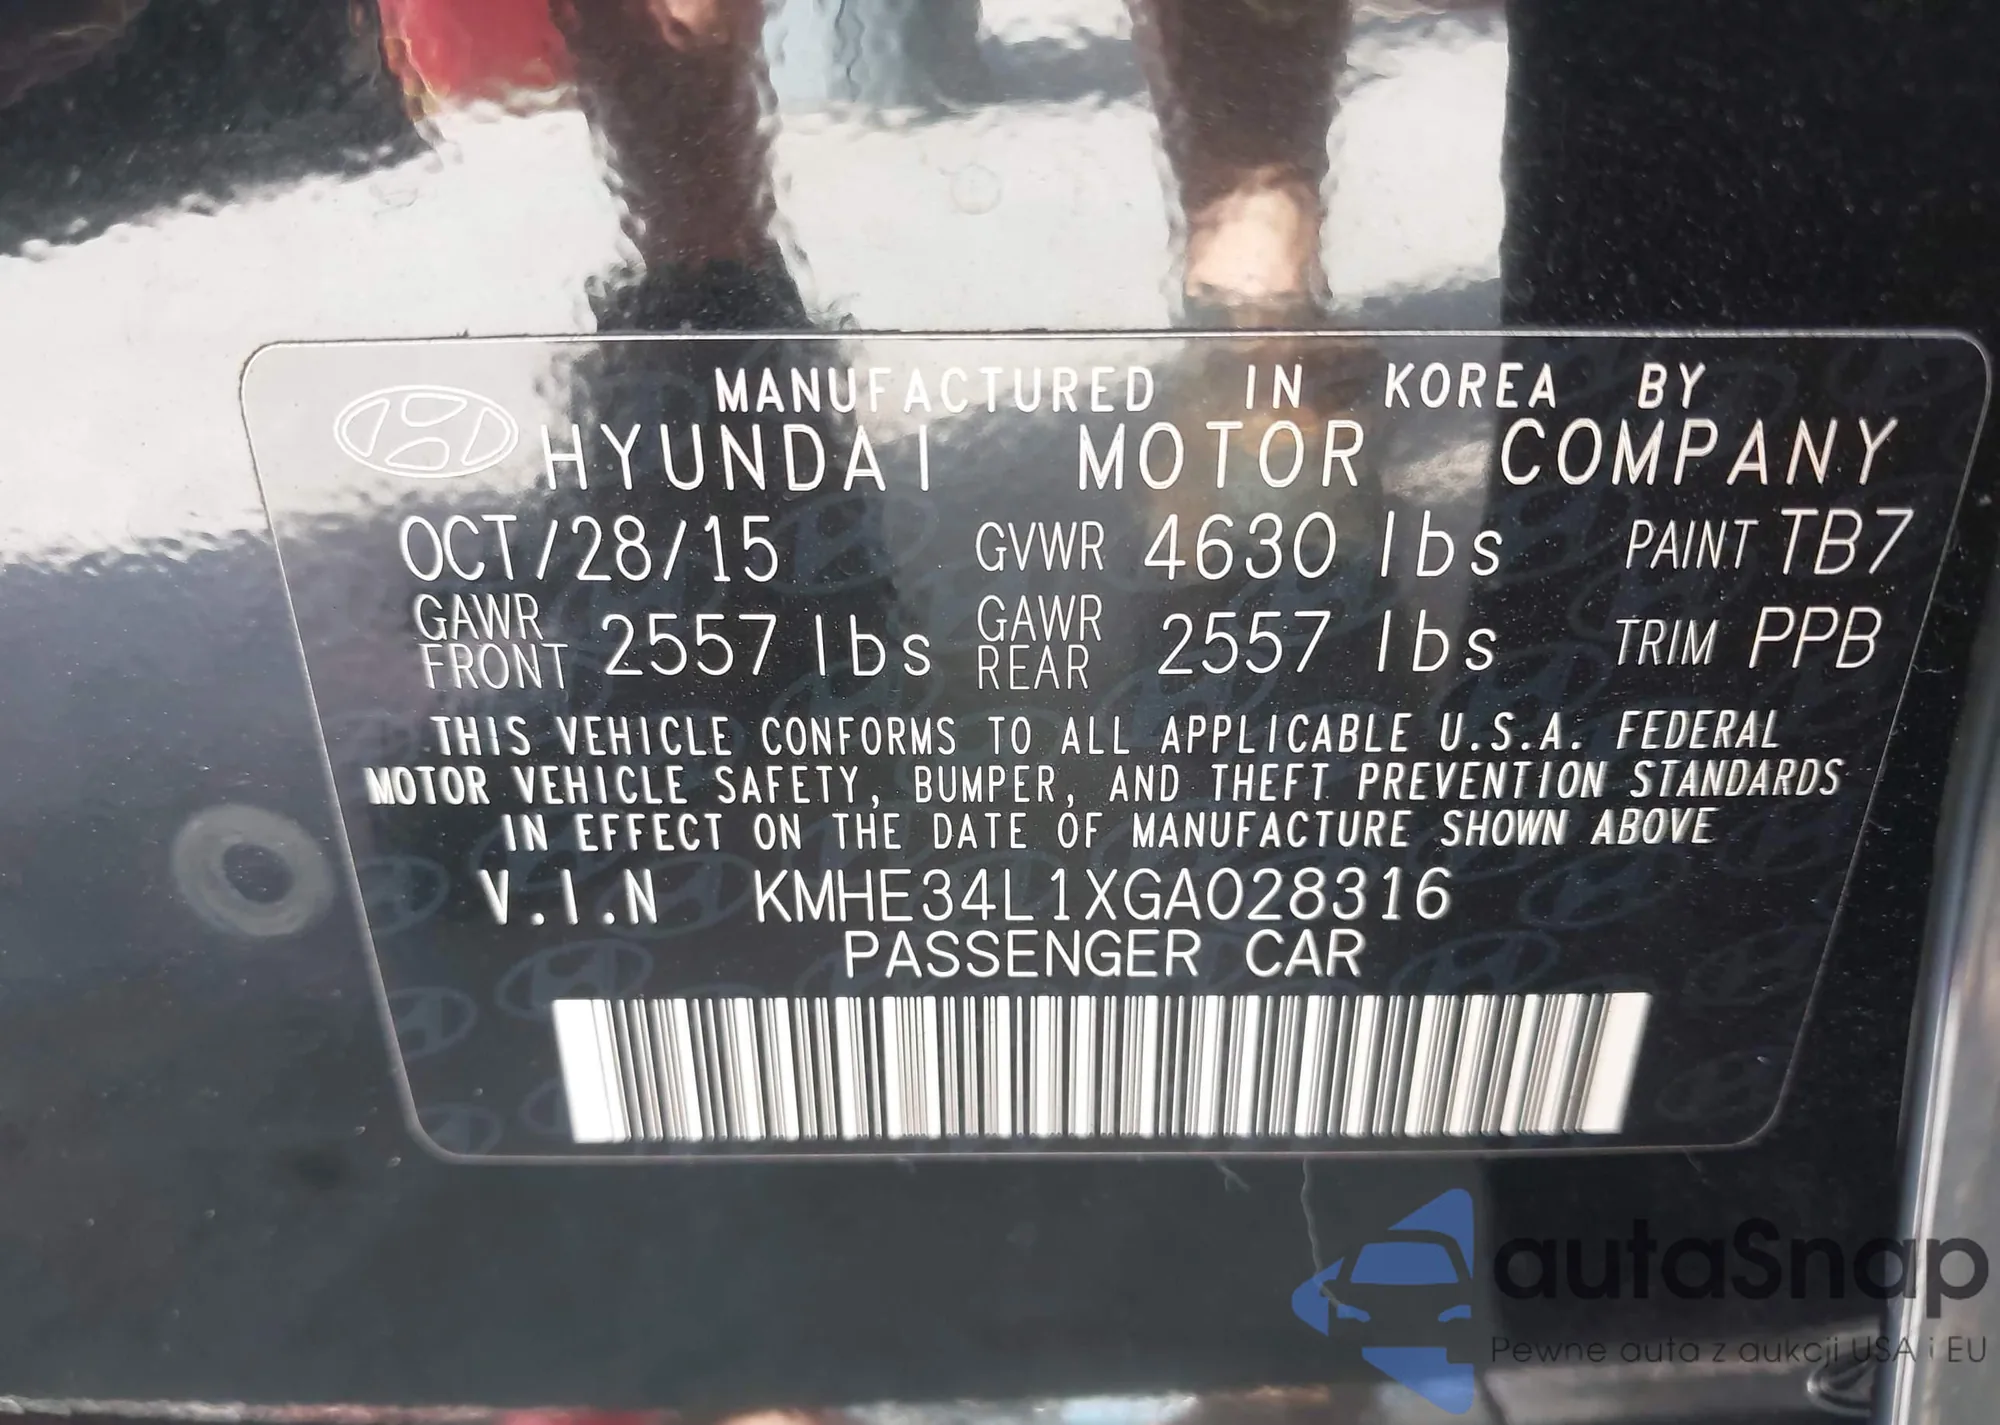 MANUFACTURED IN KOREA BY
HYUNDAI MOTOR COMPANY
OCT/28/15 GVWR 4630 lbs PAINT TB7
GAWR FRONT 2557 lbs GAWR REAR 2557 lbs TRIM PPB
THIS VEHICLE CONFORMS TO ALL APPLICABLE U.S.A. FEDERAL
MOTOR VEHICLE SAFETY, BUMPER, AND THEFT PREVENTION STANDARDS
IN EFFECT ON THE DATE OF MANUFACTURE SHOWN ABOVE
V.I.N KMHE34L1XGA028316
PASSENGER CAR
autaSnap
Pewne auta z aukcji USA i EU